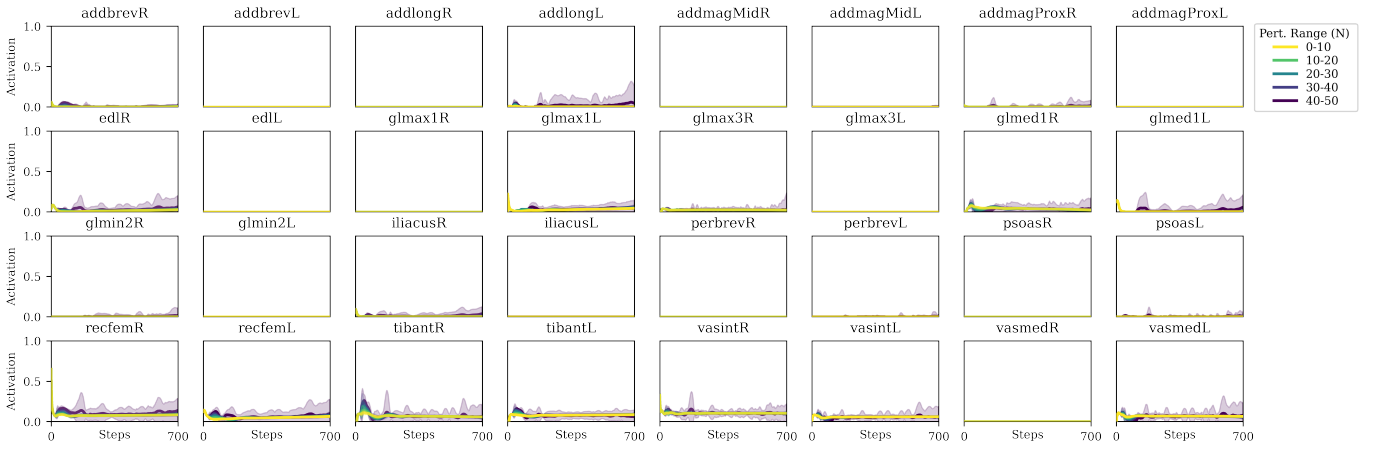 addbrevR addbrevL addlongR addlongL addmagMidR addmagMidL addmagProxR addmagProxL
1.0
0.5
0.0
Activation
Pert. Range (N)
0-10
10-20
20-30
30-40
40-50
edlR edlL glmax1R glmax1L glmax3R glmax3L glmed1R glmed1L
1.0
0.5
0.0
Activation
glmin2R glmin2L iliacusR iliacusL perbrevR perbrevL psoasR psoasL
1.0
0.5
0.0
Activation
recfemR recfemL tibantR tibantL vasintR vasintL vasmedR vasmedL
1.0
0.5
0.0
Activation
0 Steps 700 0 Steps 700 0 Steps 700 0 Steps 700 0 Steps 700 0 Steps 700 0 Steps 700 0 Steps 700